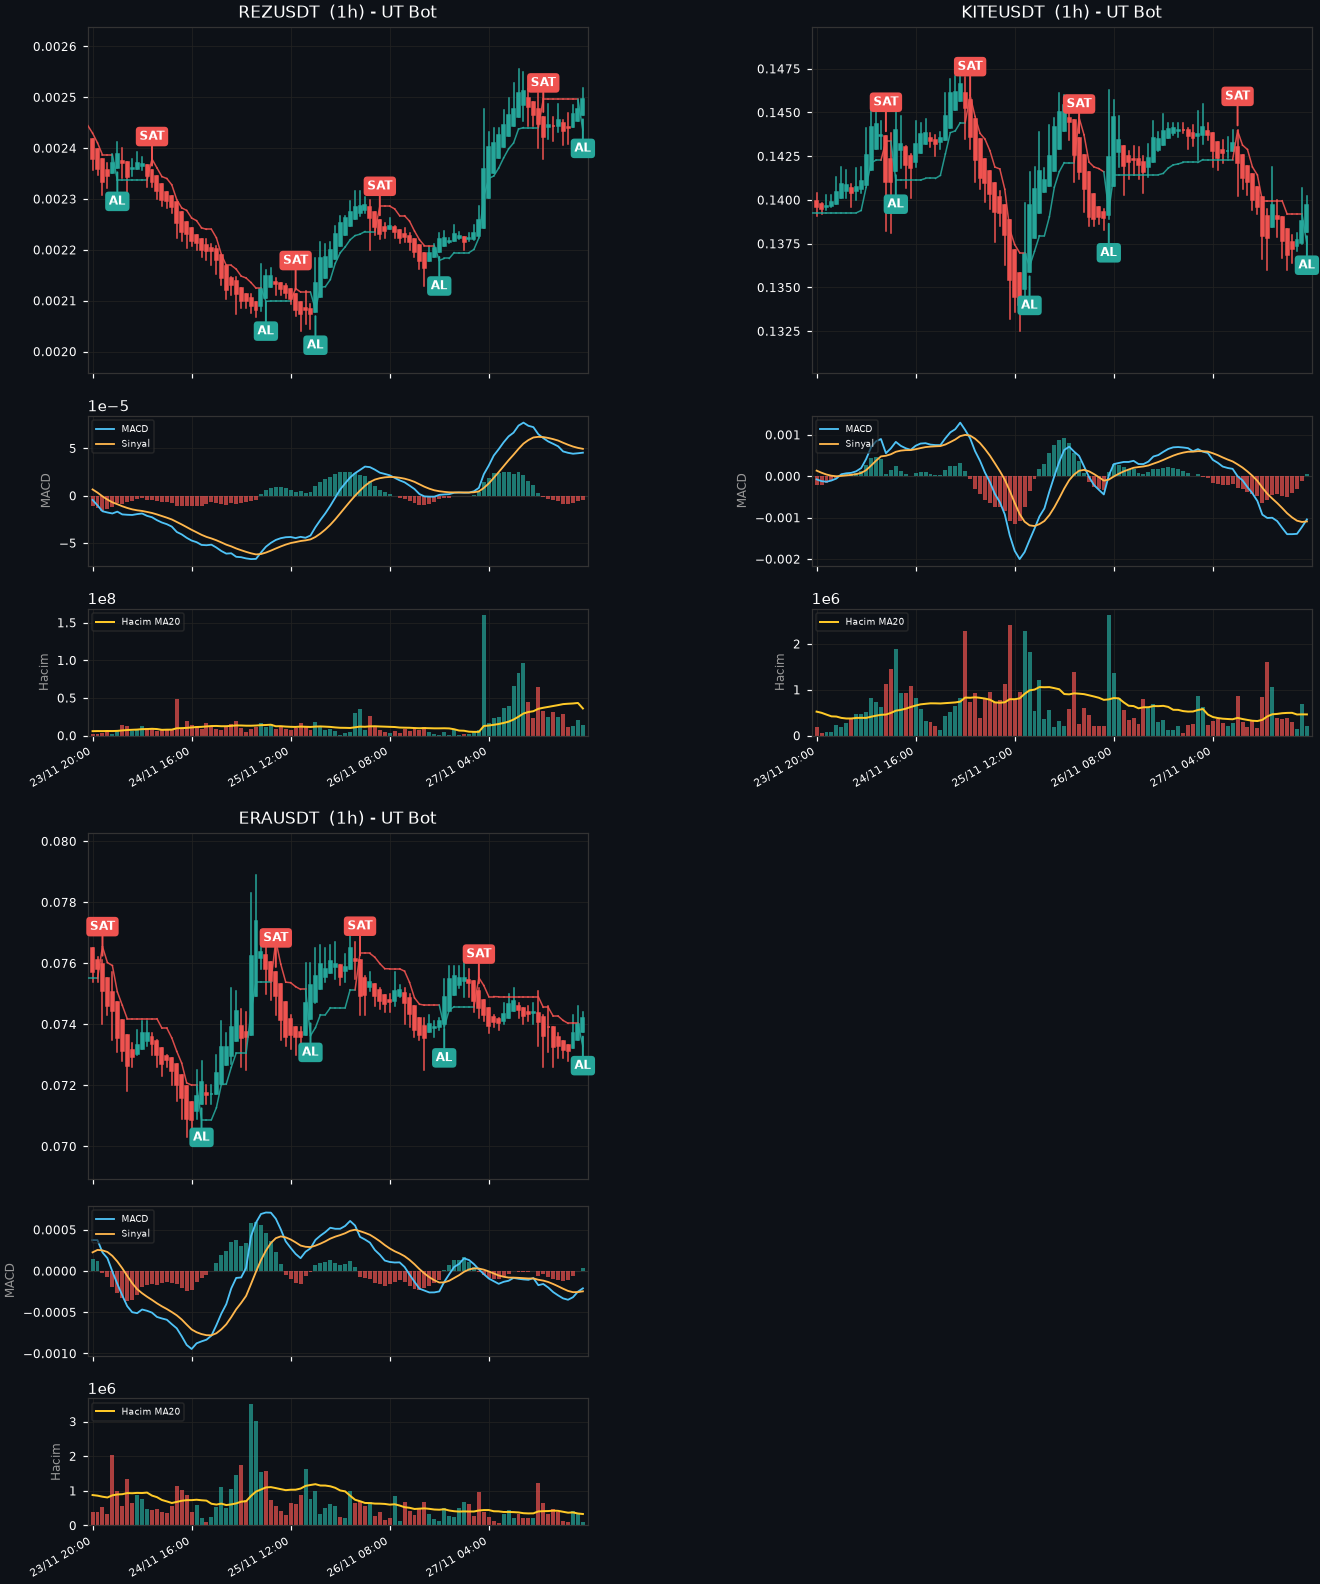 REZUSDT  (1h) - UT Bot
0.0026
0.0025
0.0024
0.0023
0.0022
0.0021
0.0020
SAT
AL
AL
SAT
AL
SAT
AL
SAT
AL
1e−5
MACD
Sinyal
5
0
−5
MACD
1e8
Hacim MA20
1.5
1.0
0.5
0.0
Hacim
23/11 20:00
24/11 16:00
25/11 12:00
26/11 08:00
27/11 04:00
KITEUSDT  (1h) - UT Bot
0.1475
0.1450
0.1425
0.1400
0.1375
0.1350
0.1325
SAT
AL
SAT
AL
SAT
AL
SAT
AL
MACD
Sinyal
0.001
0.000
−0.001
−0.002
MACD
1e6
Hacim MA20
2
1
0
Hacim
23/11 20:00
24/11 16:00
25/11 12:00
26/11 08:00
27/11 04:00
ERAUSDT  (1h) - UT Bot
0.080
0.078
0.076
0.074
0.072
0.070
SAT
AL
SAT
AL
SAT
AL
SAT
AL
MACD
Sinyal
0.0005
0.0000
−0.0005
−0.0010
MACD
1e6
Hacim MA20
3
2
1
0
Hacim
23/11 20:00
24/11 16:00
25/11 12:00
26/11 08:00
27/11 04:00